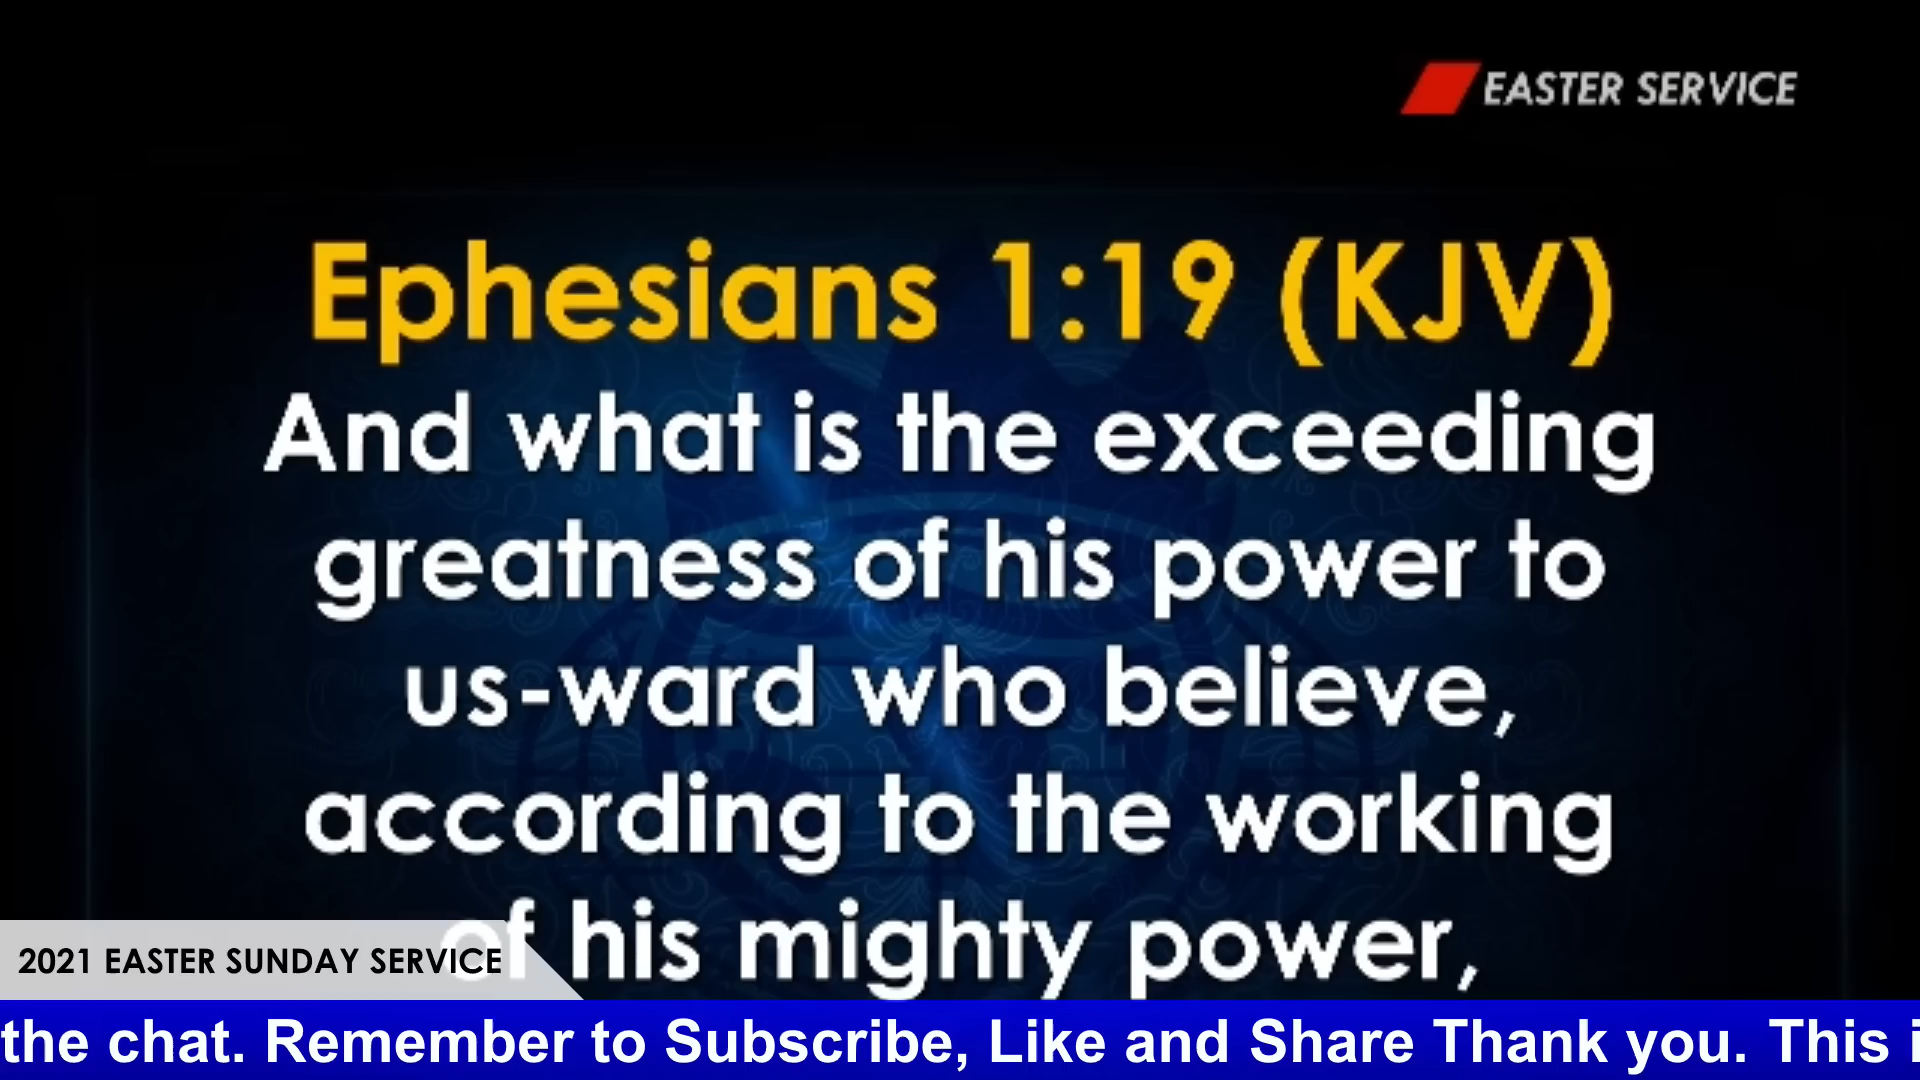 EASTER SERVICE
Ephesians 1:19 (KJV)
And what is the exceeding
greatness of his power to
us-ward who believe,
according to the working
of his mighty power,
2021 EASTER SUNDAY SERVICE
the chat. Remember to Subscribe, Like and Share Thank you. This i